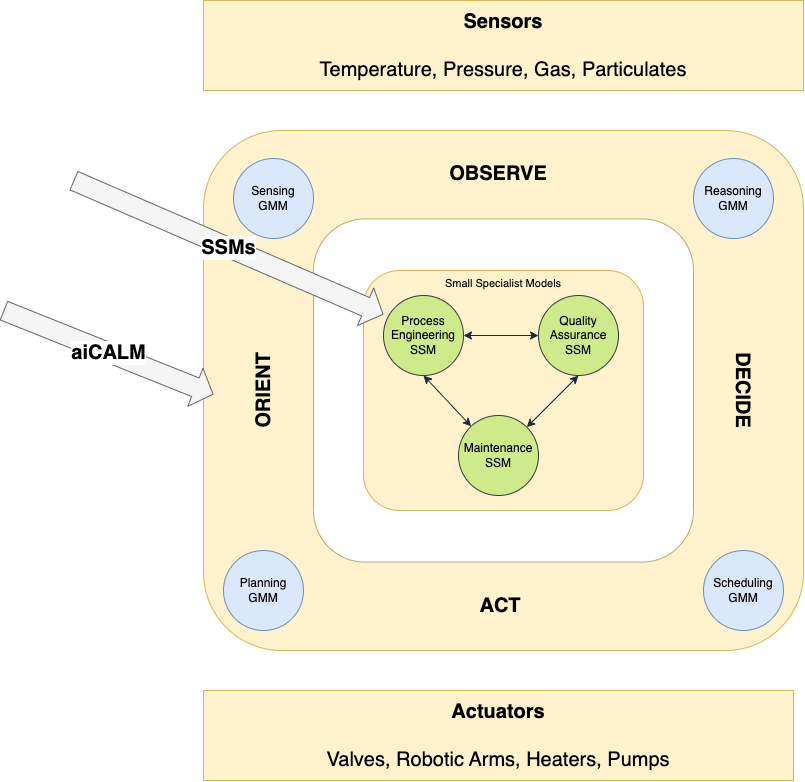 Sensors
Temperature, Pressure, Gas, Particulates
OBSERVE
Sensing
GMM
Reasoning
GMM
SSMs
Small Specialist Models
Process
Engineering
SSM
Quality
Assurance
SSM
aiCALM
ORIENT
DECIDE
Maintenance
SSM
Planning
GMM
Scheduling
GMM
ACT
Actuators
Valves, Robotic Arms, Heaters, Pumps